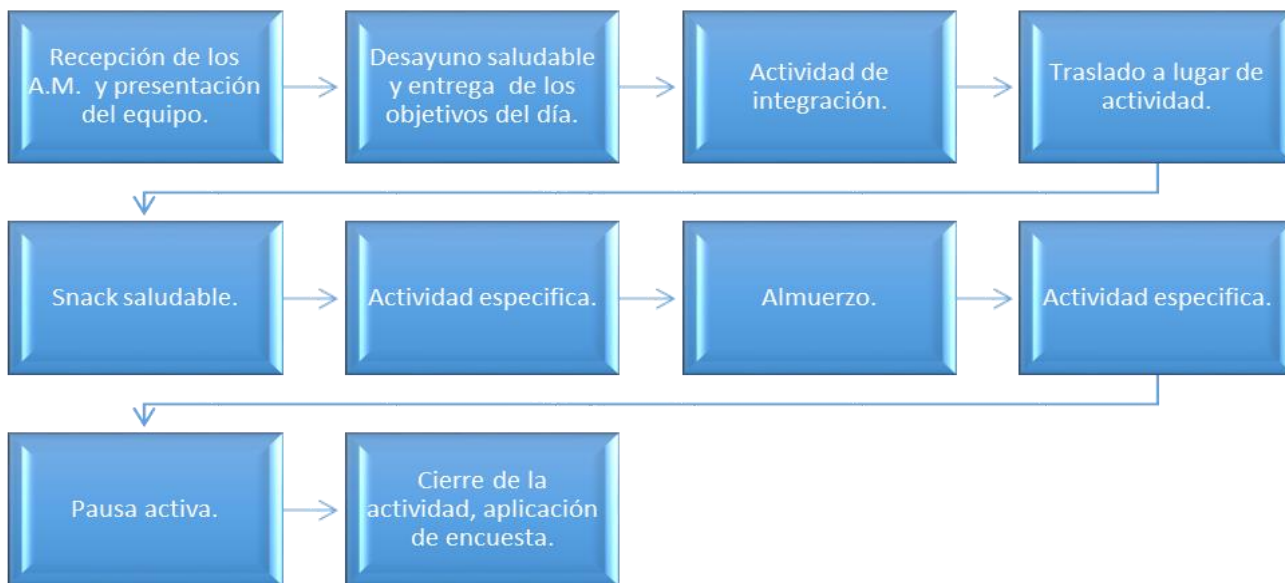 Recepción de los
A.M. y presentación
del equipo.
Desayuno saludable
y entrega de los
objetivos del día.
Actividad de
integración.
Traslado a lugar de
actividad.
Snack saludable.
Actividad especifica.
Almuerzo.
Actividad especifica.
Pausa activa.
Cierre de la
actividad, aplicación
de encuesta.